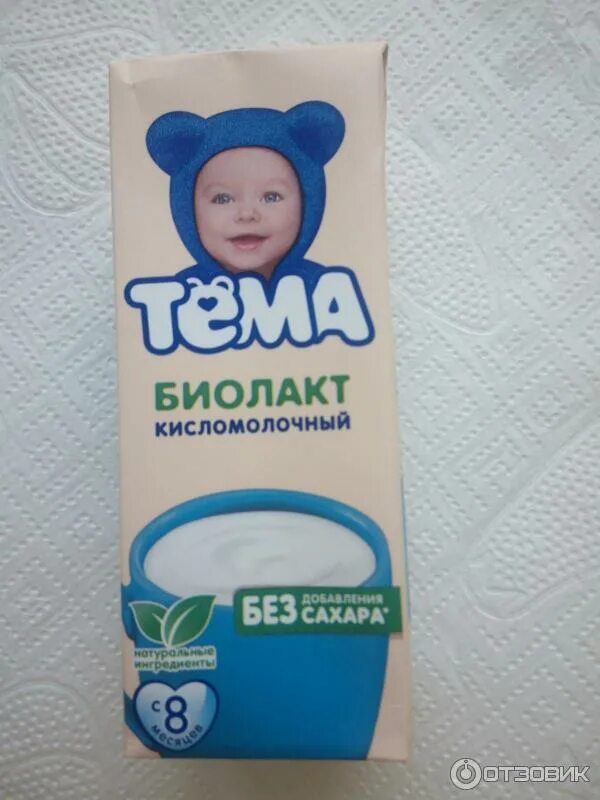 ТЁМА
БИОЛАКТ
КИСЛОМОЛОЧНЫЙ
БЕЗ ДОБАВЛЕНИЯ
САХАРА*
натуральные
ингредиенты
с 8
месяцев
ОТЗОВИК